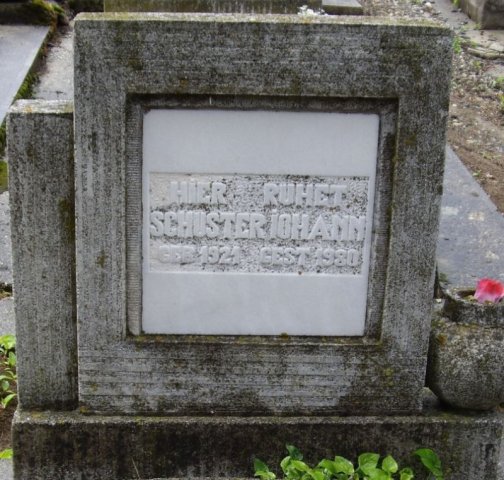 HIER RUHET
SCHUSTER IOHANN
GEB 1921 GEST 1980